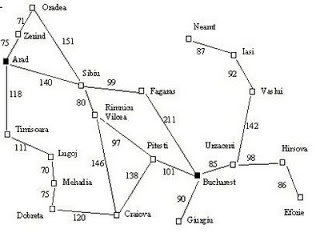 Oradea
Neamt
71
Zerind
87
Iasi
75
151
Arad
92
Sibiu
99
Fagaras
140
Vaslui
80
118
Rimnicu
Vilcea
211
142
Timisoara
97
Pitesti
Urzaceni
Hirsova
111
Lugoj
85
98
70
146
101
Mehadia
138
Bucharest
86
75
90
Dobreta
120
Craiova
Giurgiu
Eforie